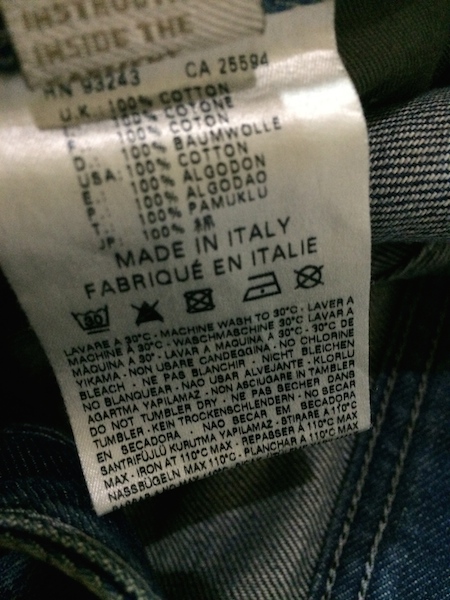 INSIDE THE
RN 93243 CA 25594
U.K.: 100% COTTON
I.: 100% COTONE
F.: 100% COTON
D.: 100% BAUMWOLLE
USA: 100% COTTON
E.: 100% ALGODON
P.: 100% ALGODAO
T.: 100% PAMUKLU
JP: 100% 綿
MADE IN ITALY
FABRIQUÉ EN ITALIE
30
LAVARE A 30°C - MACHINE WASH TO 30°C - LAVER A
MACHINE A 30° - WASCHMASCHINE 30°C LAVAR A
MAQUINA A 30° - LAVAR A MAQUINA A 30° - 30°C DE
YIKAMA - NON USARE CANDEGGINA - NO CHLORINE
BLEACH - NE PAS BLANCHIR - NICHT BLEICHEN
NO BLANQUEAR - NAO USAR ALVEJANTE - KLORLU
AGARTMA YAPILAMAZ - NON ASCIUGARE IN TAMBLER
DO NOT TUMBLER DRY - NE PAS SECHER DANS
TUMBLER - KEIN TROCKENSCHLENDERN - NO SECAR
EN SECADORA - NAO SECAR EM SECADORA
SANTRIFÜJLÜ KURUTMA YAPILAMAZ - STIRARE A 110°C
MAX - IRON AT 110°C MAX - REPASSER À 110°C MAX
NASSBÜGELN MAX 110°C - PLANCHAR A 110°C MAX